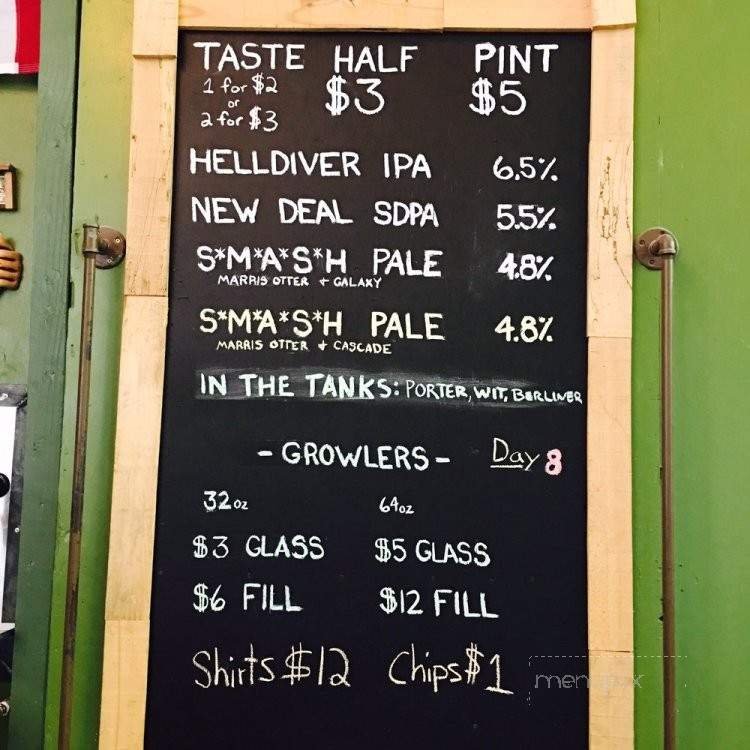 TASTE HALF PINT
1 for $2 $3 $5
or
2 for $3
HELLDIVER IPA 6.5%
NEW DEAL SDPA 5.5%
S*M*A*S*H PALE 4.8%
MARRIS OTTER + GALAXY
S*M*A*S*H PALE 4.8%
MARRIS OTTER + CASCADE
IN THE TANKS: PORTER, WIT, BERLINER
- GROWLERS - Day 8
32oz 64oz
$3 GLASS $5 GLASS
$6 FILL $12 FILL
Shirts $12 Chips $1